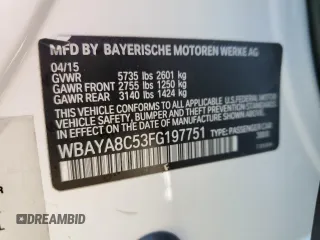 MFD BY BAYERISCHE MOTOREN WERKE AG
04/15
GVWR 5735 lbs 2601 kg
GAWR FRONT 2755 lbs 1250 kg
GAWR REAR 3140 lbs 1424 kg
THIS VEHICLE CONFORMS TO ALL APPLICABLE
FEDERAL MOTOR VEHICLE SAFETY, BUMPER, AND
THEFT PREVENTION STANDARDS IN EFFECT ON THE
DATE OF MANUFACTURE SHOWN ABOVE.
WBAYA8C53FG197751 TYPE: PASSENGER CAR
DREAMBID